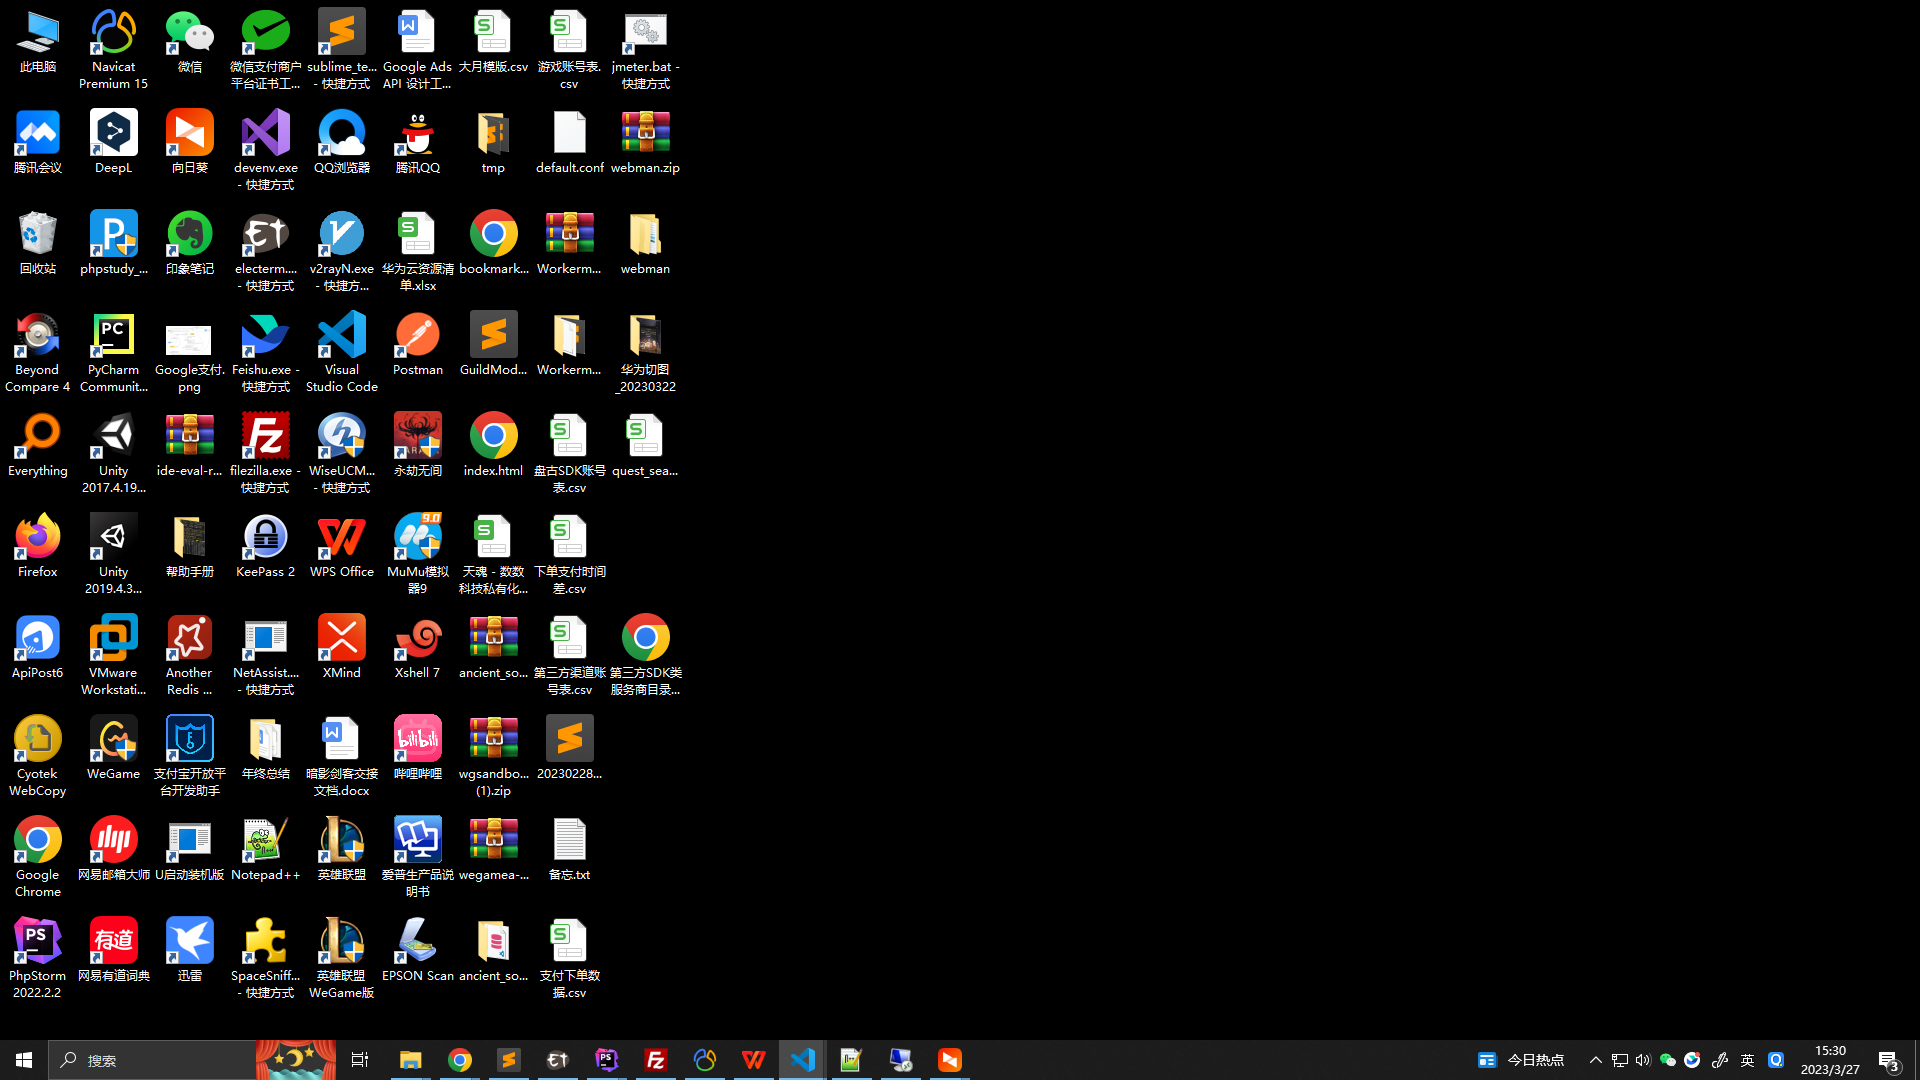 此电脑
Navicat
Premium 15
微信
微信支付商户
平台证书工...
sublime_te...
- 快捷方式
Google Ads
API 设计工...
大月模版.csv
游戏账号表.
csv
jmeter.bat -
快捷方式
腾讯会议
DeepL
向日葵
devenv.exe
- 快捷方式
QQ浏览器
腾讯QQ
tmp
default.conf
webman.zip
回收站
phpstudy_...
印象笔记
electerm....
- 快捷方式
v2rayN.exe
- 快捷方...
华为云资源清
单.xlsx
bookmark...
Workerm...
webman
Beyond
Compare 4
PyCharm
Communit...
Google支付.
png
Feishu.exe -
快捷方式
Visual
Studio Code
Postman
GuildMod...
Workerm...
华为切图
_20230322
Everything
Unity
2017.4.19...
ide-eval-r...
filezilla.exe -
快捷方式
WiseUCM...
- 快捷方式
永劫无间
index.html
盘古SDK账号
表.csv
quest_sea...
Firefox
Unity
2019.4.3...
帮助手册
KeePass 2
WPS Office
9.0
MuMu模拟
器9
天魂 - 数数
科技私有化...
下单支付时间
差.csv
ApiPost6
VMware
Workstati...
Another
Redis ...
NetAssist....
- 快捷方式
XMind
Xshell 7
ancient_so...
第三方渠道账
号表.csv
第三方SDK类
服务商目录...
Cyotek
WebCopy
WeGame
支付宝开放平
台开发助手
年终总结
暗影剑客交接
文档.docx
bilibili
哔哩哔哩
wgsandbo...
(1).zip
20230228...
Google
Chrome
网易邮箱大师
U启动装机版
Notepad++
英雄联盟
爱普生产品说
明书
wegamea-...
备忘.txt
PS
PhpStorm
2022.2.2
有道
网易有道词典
迅雷
SpaceSniff...
- 快捷方式
英雄联盟
WeGame版
EPSON Scan
ancient_so...
支付下单数
据.csv
搜索
今日热点
英
15:30
2023/3/27
3